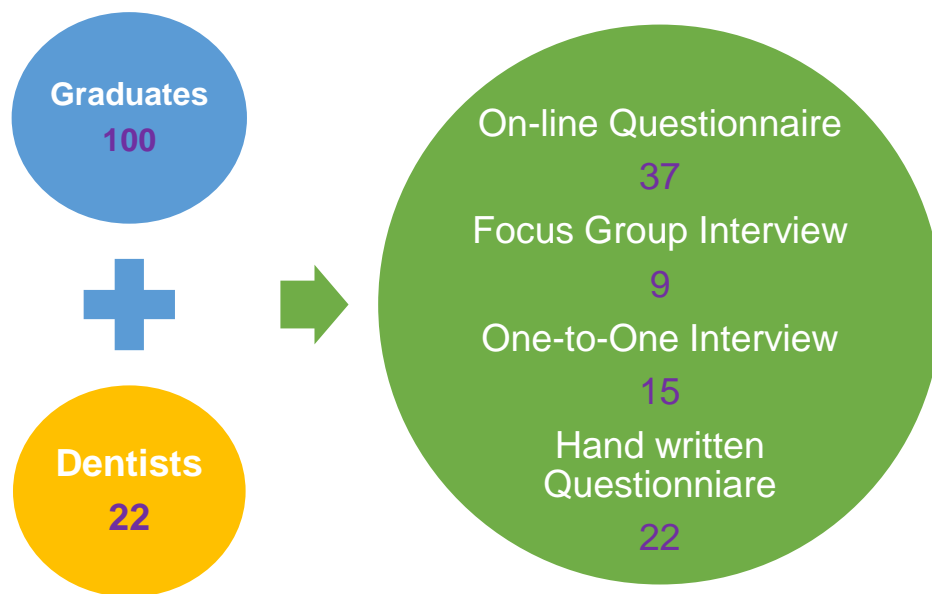 Graduates
100
Dentists
22
On-line Questionnaire
37
Focus Group Interview
9
One-to-One Interview
15
Hand written
Questionniare
22